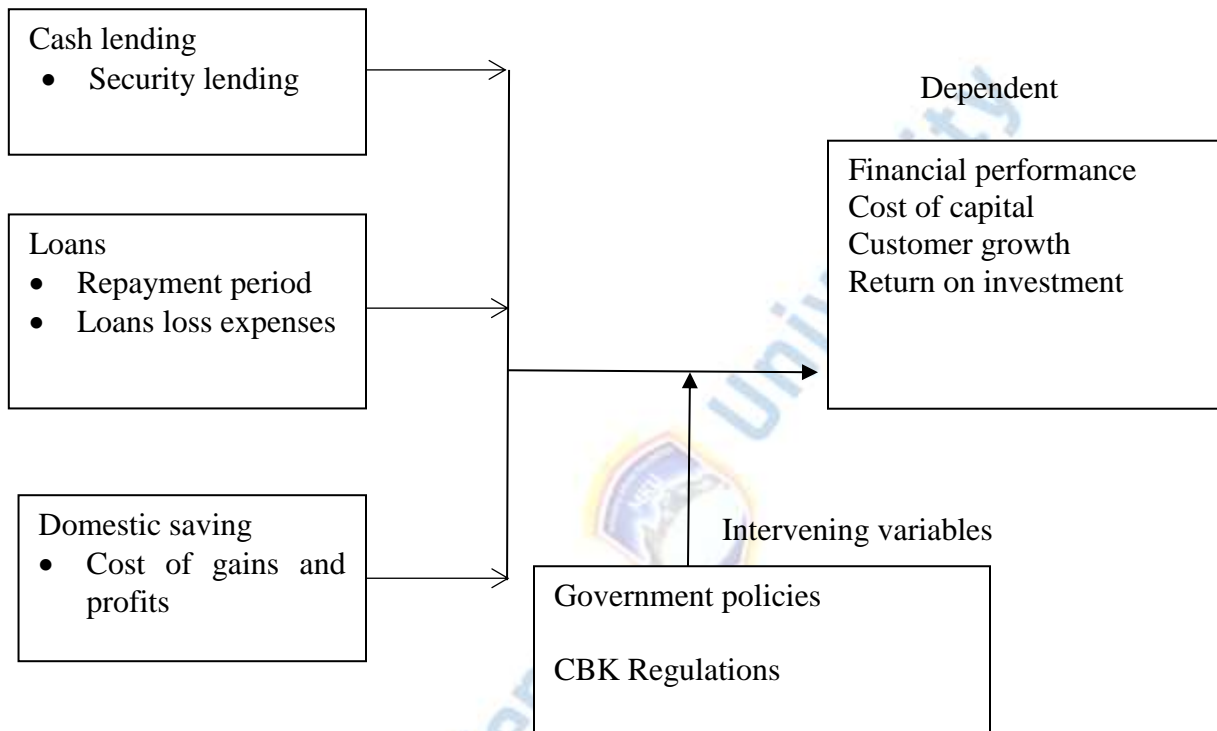 Cash lending
• Security lending
Dependent
Financial performance
Cost of capital
Customer growth
Return on investment
Loans
• Repayment period
• Loans loss expenses
Domestic saving
• Cost of gains and
profits
Intervening variables
Government policies
CBK Regulations